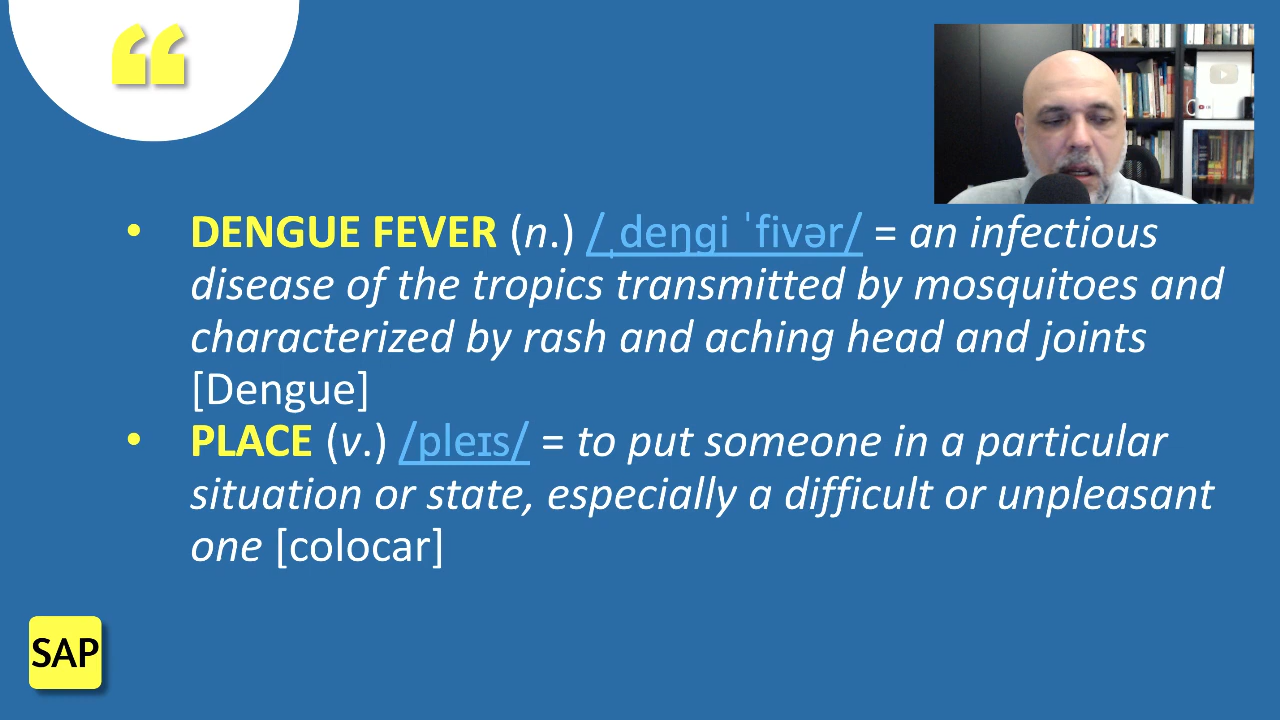 “
• DENGUE FEVER (n.) /ˌdeŋgi ˈfivər/ = an infectious
disease of the tropics transmitted by mosquitoes and
characterized by rash and aching head and joints
[Dengue]
• PLACE (v.) /pleɪs/ = to put someone in a particular
situation or state, especially a difficult or unpleasant
one [colocar]
SAP